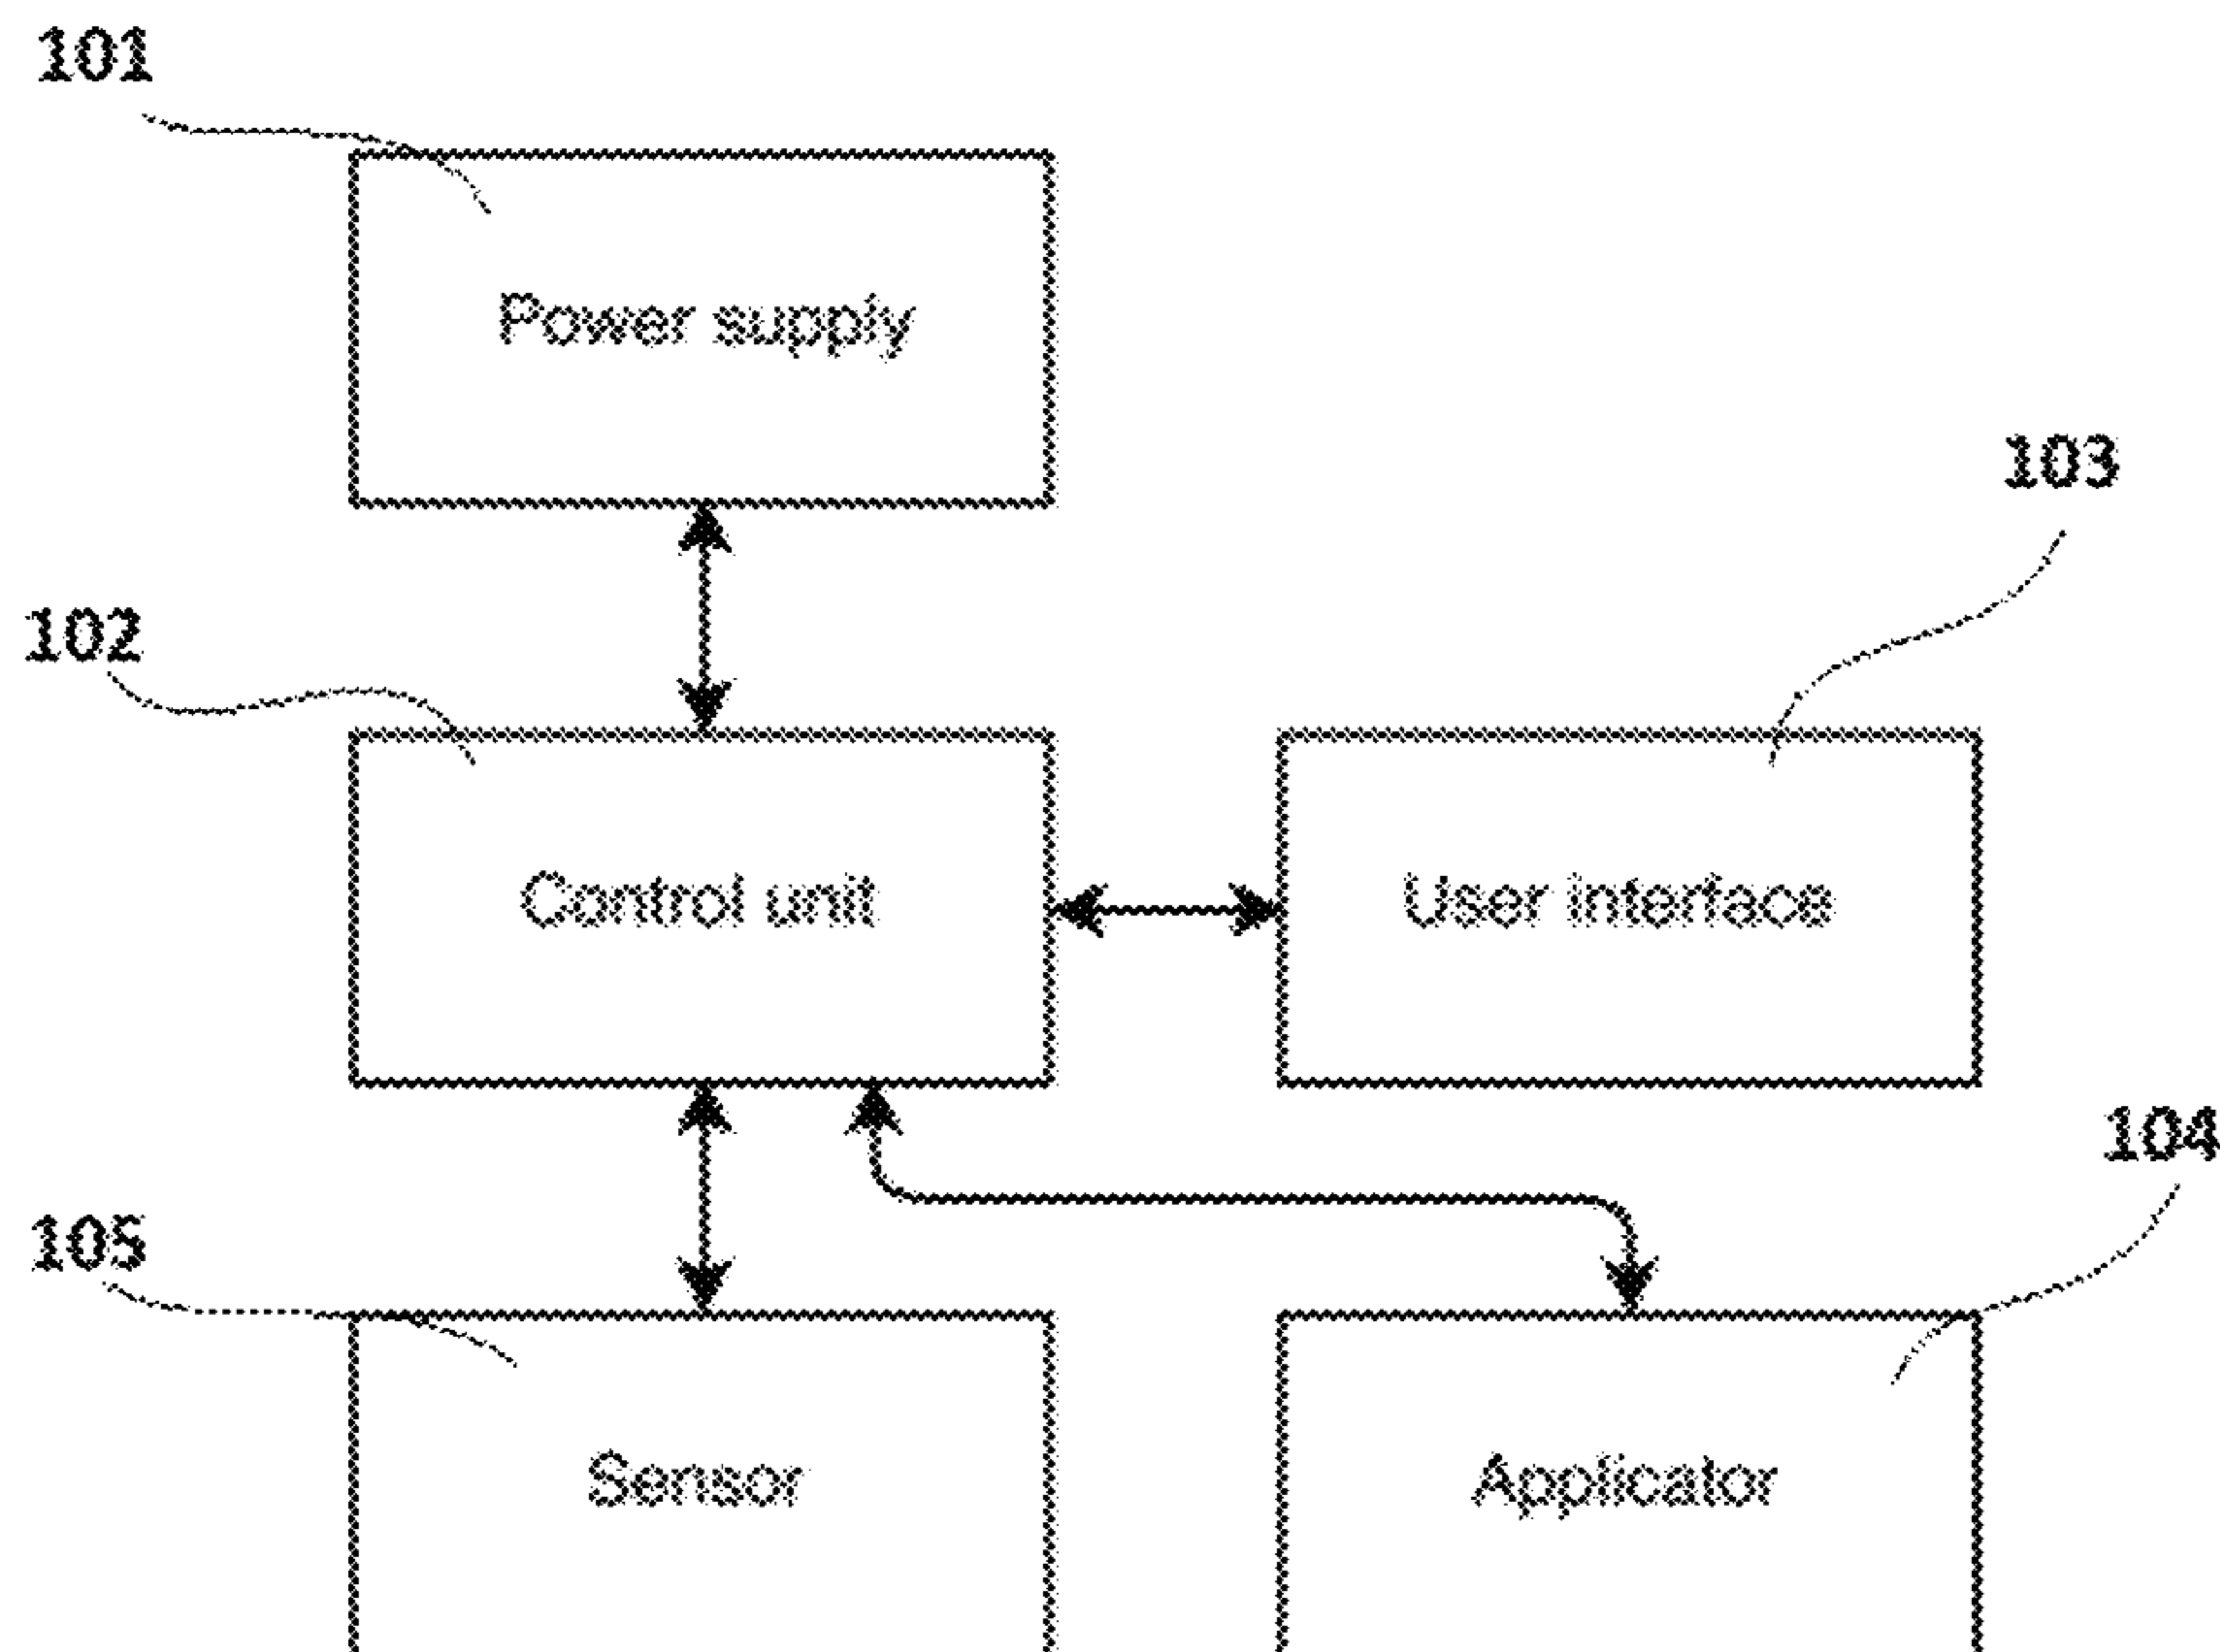 101
Power supply
103
102
Control unit
User interface
104
105
Sensor
Applicator